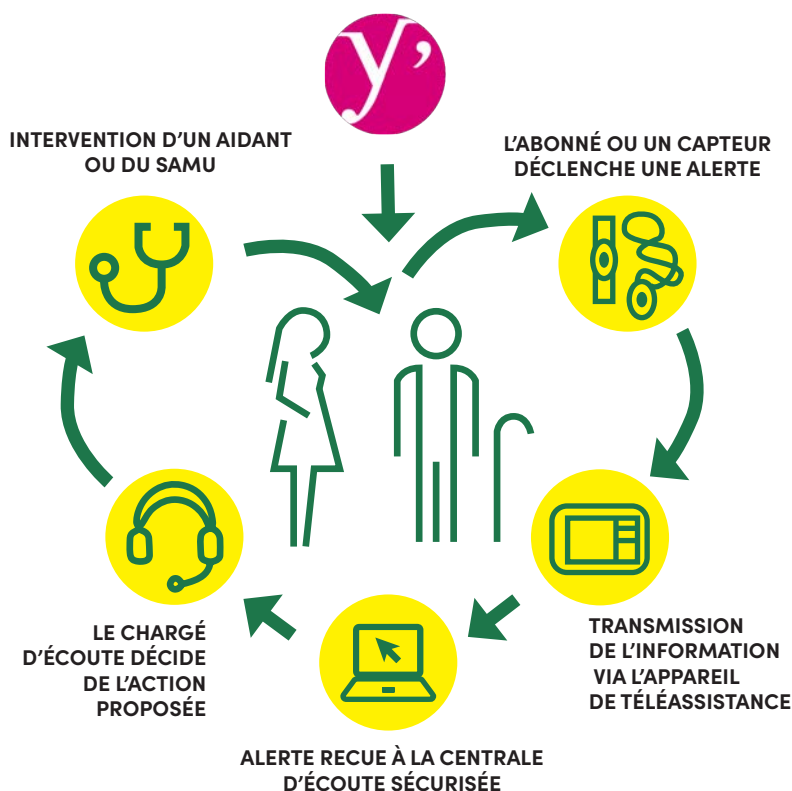 y’
INTERVENTION D’UN AIDANT
OU DU SAMU
L’ABONNÉ OU UN CAPTEUR
DÉCLENCHE UNE ALERTE
TRANSMISSION
DE L’INFORMATION
VIA L’APPAREIL
DE TÉLÉASSISTANCE
ALERTE RECUE À LA CENTRALE
D’ÉCOUTE SÉCURISÉE
LE CHARGÉ
D’ÉCOUTE DÉCIDE
DE L’ACTION
PROPOSÉE